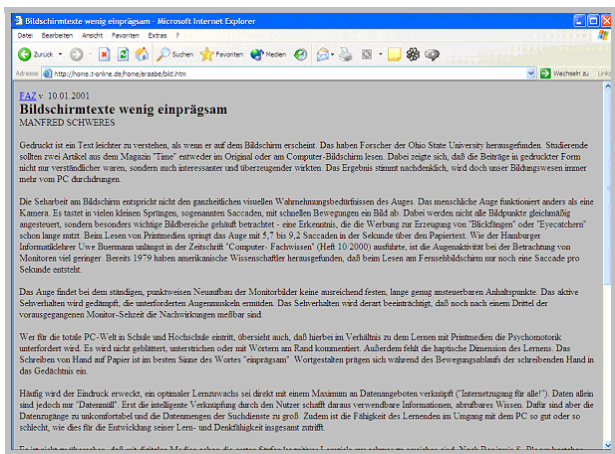 Bildschirmtexte wenig einprägsam - Microsoft Internet Explorer
Datei Bearbeiten Ansicht Favoriten Extras ?
Zurück Suchen Favoriten Medien
Adresse http://home.t-online.de/home/eraabe/bild.htm Wechseln zu Links
FAZ v. 10.01.2001
Bildschirmtexte wenig einprägsam
MANFRED SCHWERES
Gedruckt ist ein Text leichter zu verstehen, als wenn er auf dem Bildschirm erscheint. Das haben Forscher der Ohio State University herausgefunden. Studierende
sollten zwei Artikel aus dem Magazin "Time" entweder im Original oder am Computer-Bildschirm lesen. Dabei zeigte sich, daß die Beiträge in gedruckter Form
nicht nur verständlicher waren, sondern auch interessanter und überzeugender wirkten. Das Ergebnis stimmt nachdenklich, wird doch unser Bildungswesen immer
mehr vom PC durchdrungen.
Die Seharbeit am Bildschirm entspricht nicht den ganzheitlichen visuellen Wahrnehmungsbedürfnissen des Auges. Das menschliche Auge funktioniert anders als eine
Kamera. Es tastet in vielen kleinen Sprüngen, sogenannten Saccaden, mit schnellen Bewegungen ein Bild ab. Dabei werden nicht alle Bildpunkte gleichmäßig
angesteuert, sondern besonders wichtige Bildbereiche gehäuft betrachtet - eine Erkenntnis, die die Werbung zur Erzeugung von "Blickfängen" oder "Eyecatchern"
schon lange nutzt. Beim Lesen von Printmedien springt das Auge mit 5,7 bis 9,2 Saccaden in der Sekunde über den Papiertext. Wie der Hamburger
Informatiklehrer Uwe Buermann unlängst in der Zeitschrift "Computer- Fachwissen" (Heft 10/2000) ausführte, ist die Augenaktivität bei der Betrachtung von
Monitoren viel geringer. Bereits 1979 haben amerikanische Wissenschaftler herausgefunden, daß beim Lesen am Fernsehbildschirm nur noch eine Saccade pro
Sekunde entsteht.
Das Auge findet bei dem ständigen, punktweisen Neuaufbau der Monitorbilder keine ausreichend festen, lange genug ansteuerbaren Anhaltspunkte. Das aktive
Sehverhalten wird gedämpft, die unterforderten Augenmuskeln ermüden. Das Sehverhalten wird derart beeinträchtigt, daß noch nach einem Drittel der
vorausgegangenen Monitor-Sehzeit die Nachwirkungen meßbar sind.
Wer für die totale PC-Welt in Schule und Hochschule eintritt, übersieht auch, daß hierbei im Verhältnis zu dem Lernen mit Printmedien die Psychomotorik
unterfordert wird. Es wird nicht geblättert, unterstrichen oder mit Wörtern am Rand kommentiert. Außerdem fehlt die haptische Dimension des Lernens. Das
Schreiben von Hand auf Papier ist im besten Sinne des Wortes "einprägsam". Wortgestalten prägen sich während des Bewegungsablaufs der schreibenden Hand in
das Gedächtnis ein.
Häufig wird der Eindruck erweckt, ein optimaler Lernzuwachs sei direkt mit einem Maximum an Datenangeboten verknüpft ("Internetzugang für alle!"). Daten allein
sind jedoch nur "Datenmüll". Erst die intelligente Verknüpfung durch den Nutzer schafft daraus verwendbare Informationen, abrufbares Wissen. Dafür sind aber die
Datenzugänge zu unkomfortabel und die Datenmengen der Suchdienste zu groß. Zudem ist die Fähigkeit des Lernenden im Umgang mit dem PC so gut oder so
schlecht, wie dies für die Entwicklung seiner Lern- und Denkfähigkeit insgesamt zutrifft.